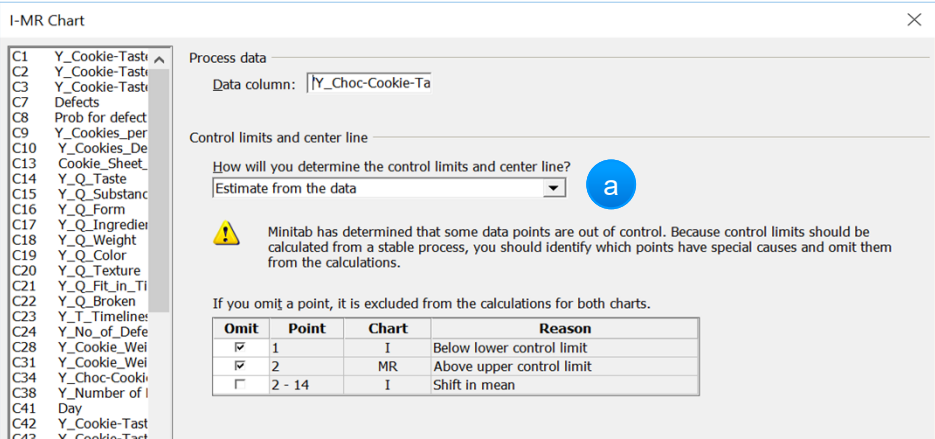 I-MR Chart
C1 Y_Cookie-Taste
C2 Y_Cookie-Taste
C3 Y_Cookie-Taste
C7 Defects
C8 Prob for defect
C9 Y_Cookies_per
C10 Y_Cookies_De
C13 Cookie_Sheet_
C14 Y_Q_Taste
C15 Y_Q_Substanc
C16 Y_Q_Form
C17 Y_Q_Ingredier
C18 Y_Q_Weight
C19 Y_Q_Color
C20 Y_Q_Texture
C21 Y_Q_Fit_in_Ti
C22 Y_Q_Broken
C23 Y_T_Timeline
C24 Y_No_of_Defe
C28 Y_Cookie_Wei
C31 Y_Cookie_Wei
C34 Y_Choc-Cooki
C38 Y_Number of
C41 Day
C42 Y_Cookie-Tast
C43 Y_Cookie-Tast
Process data
Data column: Y_Choc-Cookie-Ta
Control limits and center line
How will you determine the control limits and center line?
Estimate from the data
a
Minitab has determined that some data points are out of control. Because control limits should be
calculated from a stable process, you should identify which points have special causes and omit them
from the calculations.
If you omit a point, it is excluded from the calculations for both charts.
Omit Point Chart Reason
1 I Below lower control limit
2 MR Above upper control limit
2 - 14 I Shift in mean